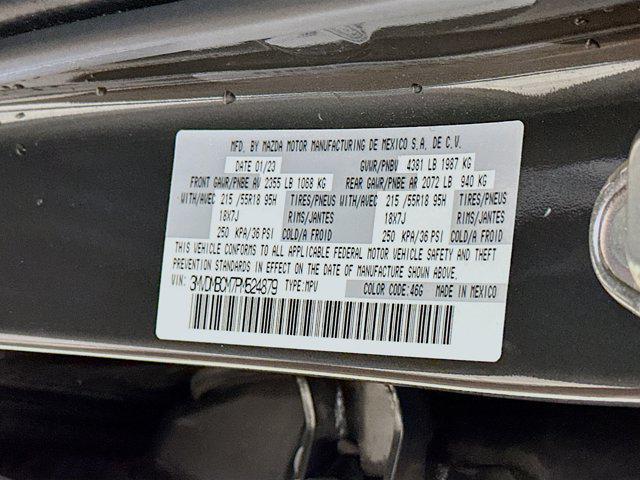 MFD. BY MAZDA MOTOR MANUFACTURING DE MEXICO S.A. DE C.V.
DATE 01/23 GVWR/PNBV 4381 LB 1987 KG
FRONT GAWR/PNBE AV 2355 LB 1068 KG REAR GAWR/PNBE AR 2072 LB 940 KG
WITH/AVEC 215 /55R18 95H TIRES/PNEUS WITH/AVEC 215 /55R18 95H TIRES/PNEUS
18X7J RIMS/JANTES 18X7J RIMS/JANTES
250 KPA/36 PSI COLD/A FROID 250 KPA/36 PSI COLD/A FROID
THIS VEHICLE CONFORMS TO ALL APPLICABLE FEDERAL MOTOR VEHICLE SAFETY AND THEFT
PREVENTION STANDARDS IN EFFECT ON THE DATE OF MANUFACTURE SHOWN ABOVE.
VIN: 3MVDMBCM7PM524879 TYPE:MPV COLOR CODE:46G MADE IN MEXICO